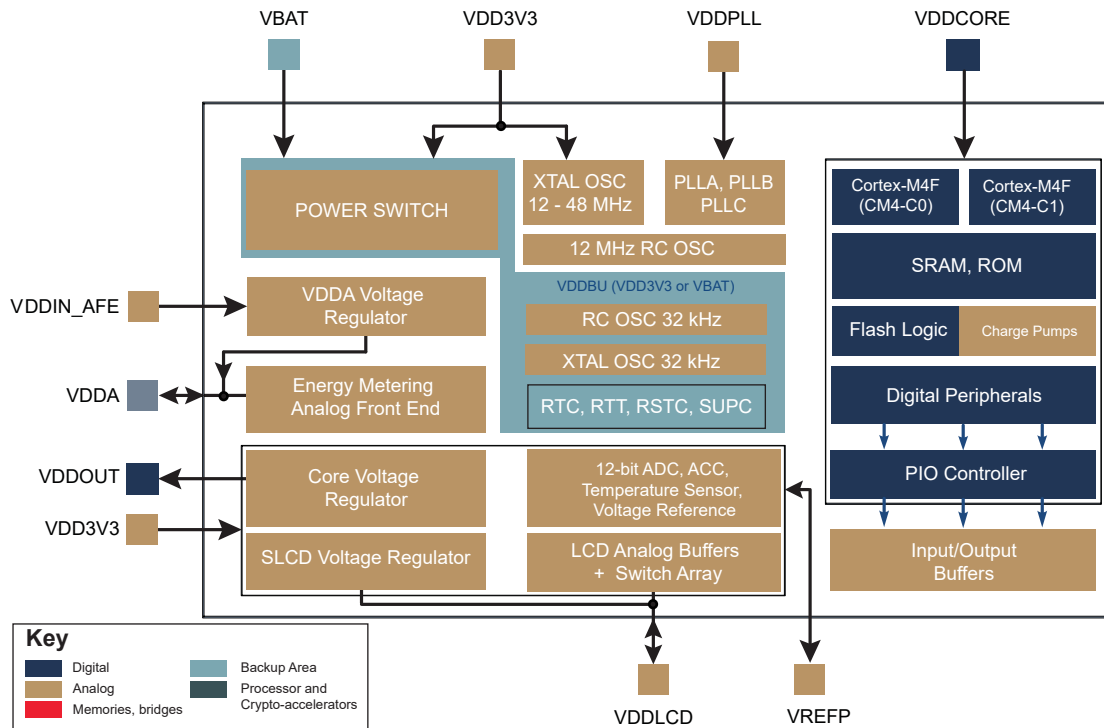 VBAT
VDD3V3
VDDPLL
VDDCORE
POWER SWITCH
XTAL OSC
12 - 48 MHz
PLLA, PLLB
PLLC
Cortex-M4F
(CM4-C0)
Cortex-M4F
(CM4-C1)
12 MHz RC OSC
SRAM, ROM
VDDIN_AFE
VDDA Voltage
Regulator
VDDBU (VDD3V3 or VBAT)
RC OSC 32 kHz
Flash Logic
Charge Pumps
XTAL OSC 32 kHz
VDDA
Energy Metering
Analog Front End
RTC, RTT, RSTC, SUPC
Digital Peripherals
VDDOUT
Core Voltage
Regulator
12-bit ADC, ACC,
Temperature Sensor,
Voltage Reference
PIO Controller
VDD3V3
SLCD Voltage Regulator
LCD Analog Buffers
+ Switch Array
Input/Output
Buffers
Key
Digital
Analog
Memories, bridges
Backup Area
Processor and
Crypto-accelerators
VDDLCD
VREFP